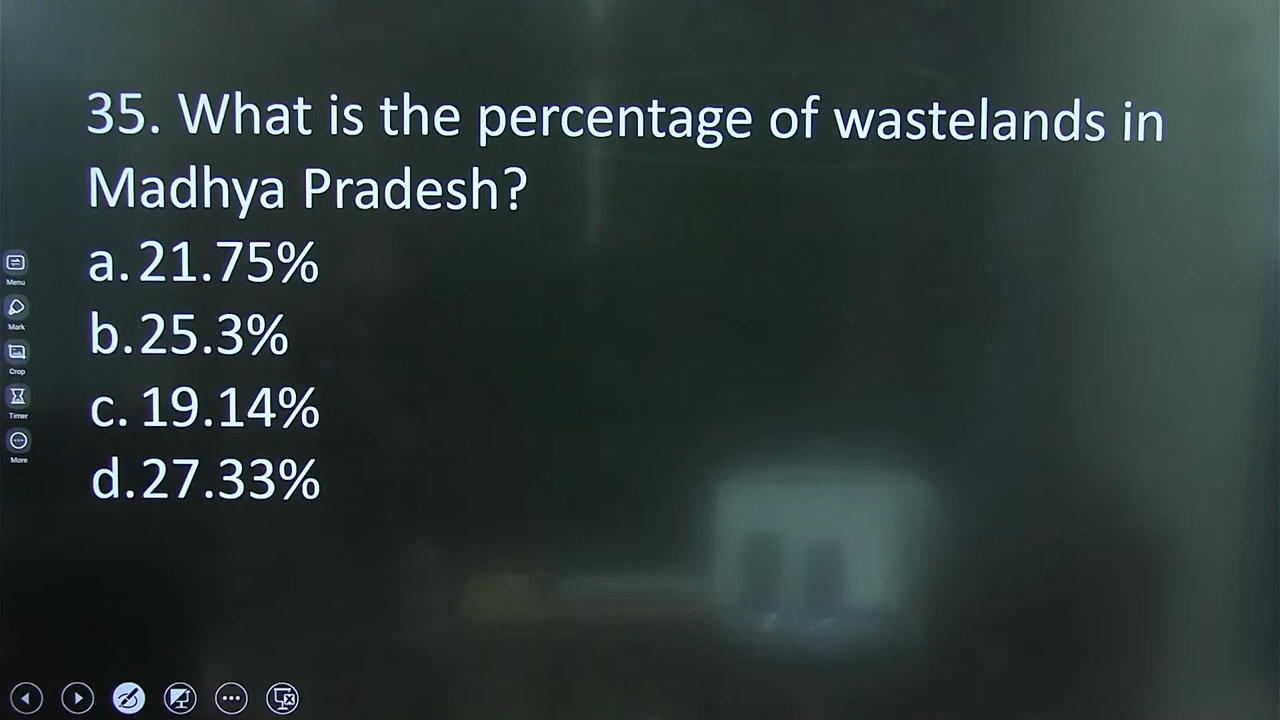 35. What is the percentage of wastelands in
Madhya Pradesh?
a. 21.75%
b. 25.3%
c. 19.14%
d. 27.33%
Menu
Mark
Crop
Timer
More